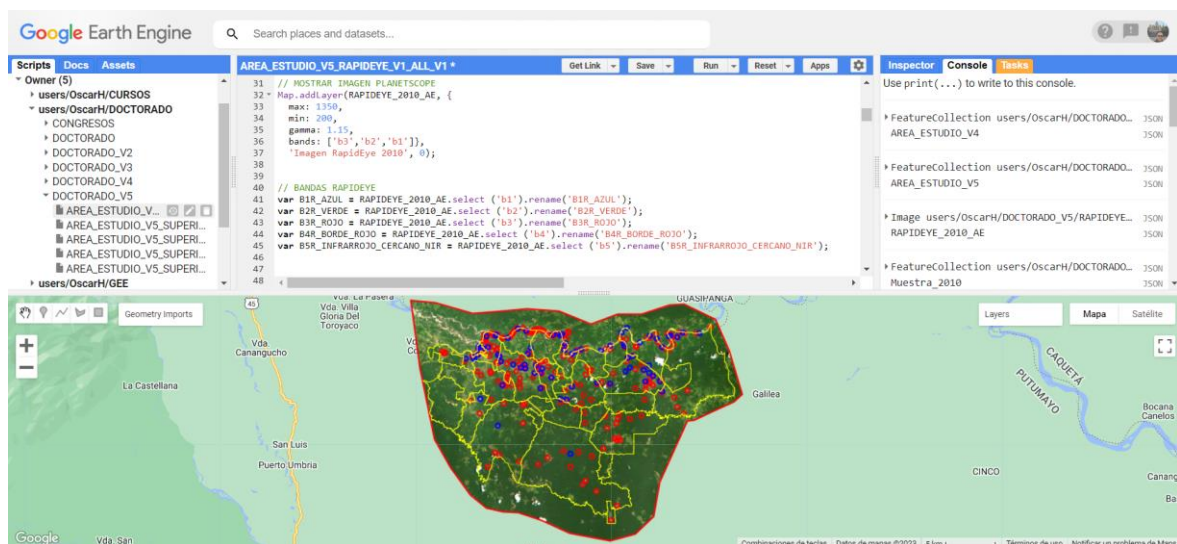 Google Earth Engine
Search places and datasets...
Scripts Docs Assets
Owner (5)
users/OscarH/CURSOS
users/OscarH/DOCTORADO
CONGRESOS
DOCTORADO
DOCTORADO_V2
DOCTORADO_V3
DOCTORADO_V4
DOCTORADO_V5
AREA_ESTUDIO_V...
AREA_ESTUDIO_V5_SUPERI...
AREA_ESTUDIO_V5_SUPERI...
AREA_ESTUDIO_V5_SUPERI...
AREA_ESTUDIO_V5_SUPERI...
users/OscarH/GEE
AREA_ESTUDIO_V5_RAPIDEYE_V1_ALL_V1 *
Get Link Save Run Reset Apps
31 // MOSTRAR IMAGEN PLANETSCOPE
32 Map.addLayer(RAPIDEYE_2010_AE, {
33 max: 1350,
34 min: 200,
35 gamma: 1.15,
36 bands: ['b3','b2','b1']},
37 'Imagen RapidEye 2010', 0);
38
39
40 // BANDAS RAPIDEYE
41 var B1R_AZUL = RAPIDEYE_2010_AE.select ('b1').rename('B1R_AZUL');
42 var B2R_VERDE = RAPIDEYE_2010_AE.select ('b2').rename('B2R_VERDE');
43 var B3R_ROJO = RAPIDEYE_2010_AE.select ('b3').rename('B3R_ROJO');
44 var B4R_BORDE_ROJO = RAPIDEYE_2010_AE.select ('b4').rename('B4R_BORDE_ROJO');
45 var B5R_INFRARROJO_CERCANO_NIR = RAPIDEYE_2010_AE.select ('b5').rename('B5R_INFRARROJO_CERCANO_NIR');
46
47
48
Inspector Console Tasks
Use print(...) to write to this console.
FeatureCollection users/OscarH/DOCTORADO... JSON
AREA_ESTUDIO_V4 JSON
FeatureCollection users/OscarH/DOCTORADO... JSON
AREA_ESTUDIO_V5 JSON
Image users/OscarH/DOCTORADO_V5/RAPIDEYE... JSON
RAPIDEYE_2010_AE JSON
FeatureCollection users/OscarH/DOCTORADO... JSON
Muestra_2010 JSON
Geometry Imports
Layers
Mapa Satélite
45
Vda. La Pasera
Vda. Villa
Gloria Del
Toroyaco
GUASIPANGA
Vda
Canangucho
La Castellana
Galilea
San Luis
Puerto Umbria
CAQUETA
PUTUMAYO
Bocana
Canelos
CINCO
Canang
Ba
Google
Vda. San
Combinaciones de teclas Datos de mapas ©2023 5 km Términos de uso Notificar un problema de Maps